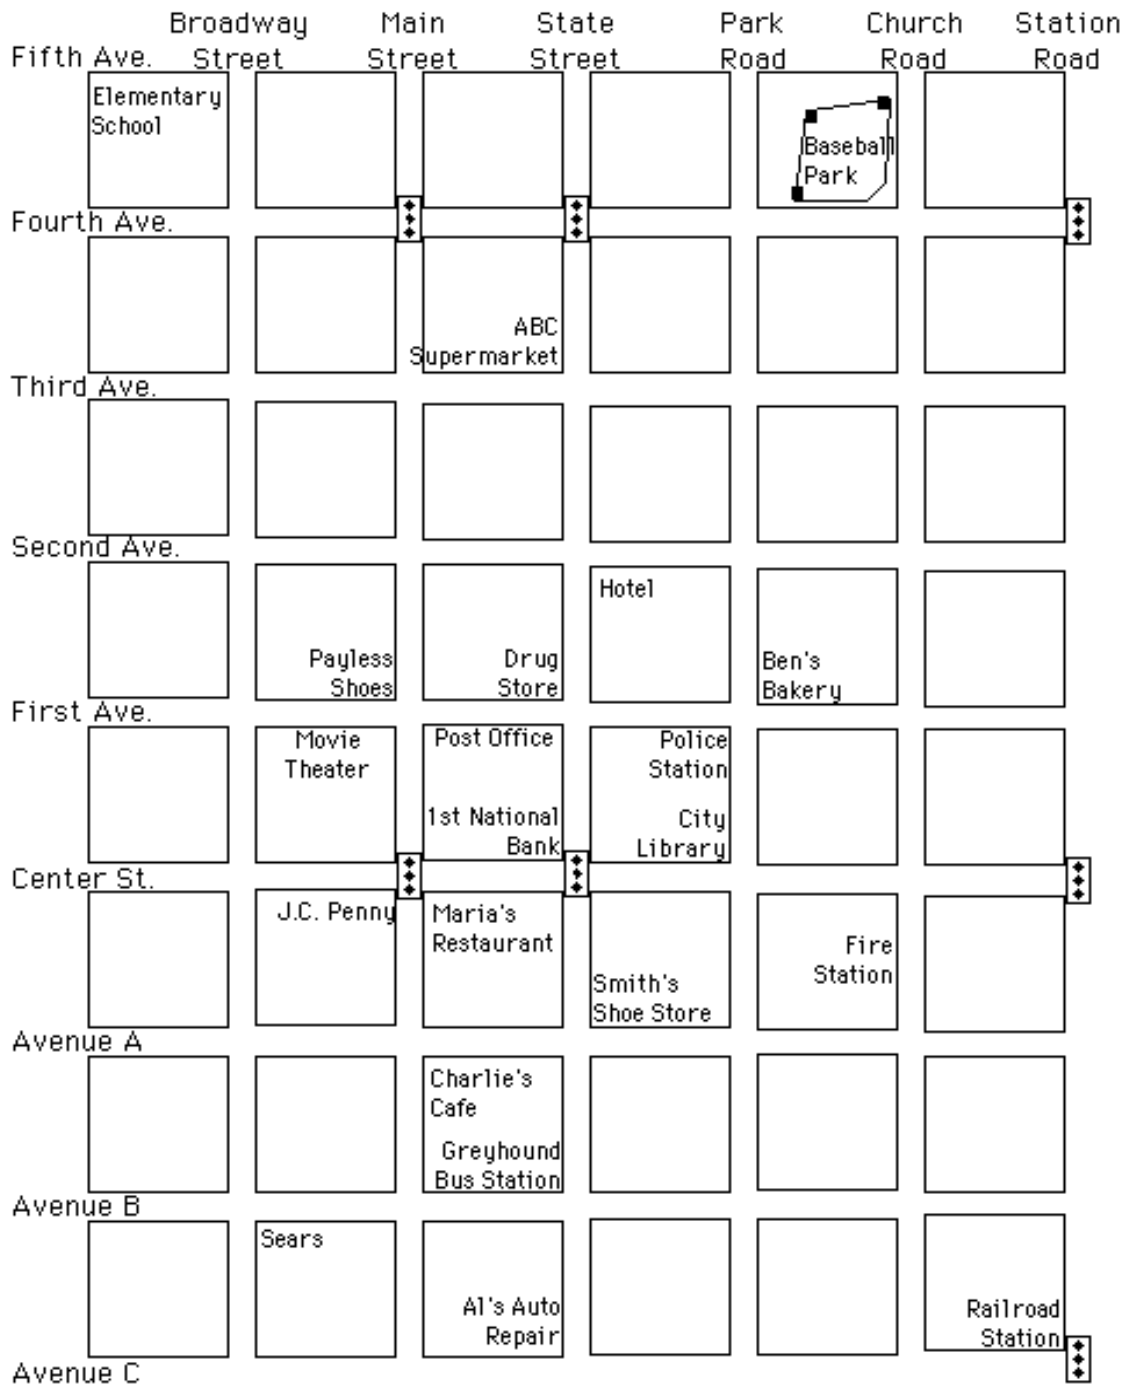 Broadway Street
Main Street
State Street
Park Road
Church Road
Station Road
Fifth Ave.
Elementary
School
Baseball
Park
Fourth Ave.
ABC
Supermarket
Third Ave.
Second Ave.
Hotel
Payless
Shoes
Drug
Store
Ben's
Bakery
First Ave.
Movie
Theater
Post Office
Police
Station
1st National
Bank
City
Library
Center St.
J.C. Penny
Maria's
Restaurant
Fire
Station
Smith's
Shoe Store
Avenue A
Charlie's
Cafe
Greyhound
Bus Station
Avenue B
Sears
Al's Auto
Repair
Railroad
Station
Avenue C